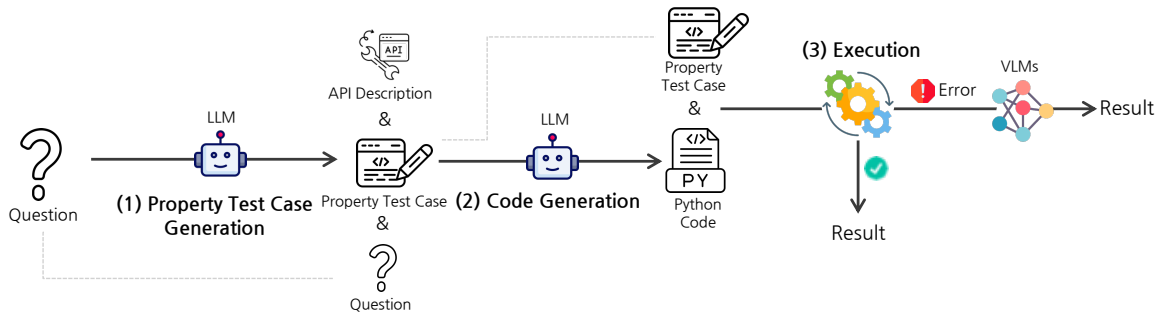 Question
LLM
(1) Property Test Case
Generation
API
API Description
&
</>
Property Test Case
&
Question
LLM
(2) Code Generation
</>
Property
Test Case
&
</>
PY
Python
Code
(3) Execution
Error
VLMs
Result
Result